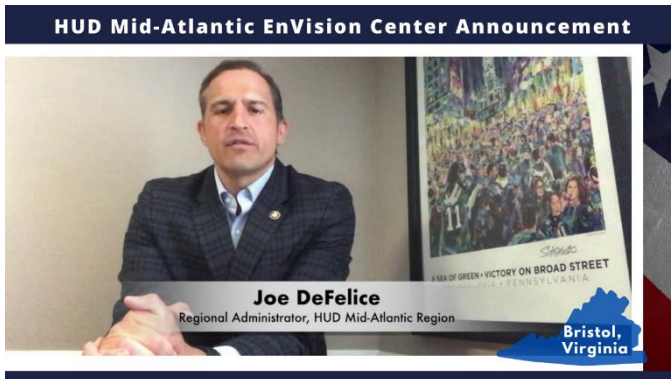 HUD Mid-Atlantic EnVision Center Announcement
11
A SEA OF GREEN • VICTORY ON BROAD STREET
PENNSYLVANIA
Joe DeFelice
Regional Administrator, HUD Mid-Atlantic Region
Bristol,
Virginia